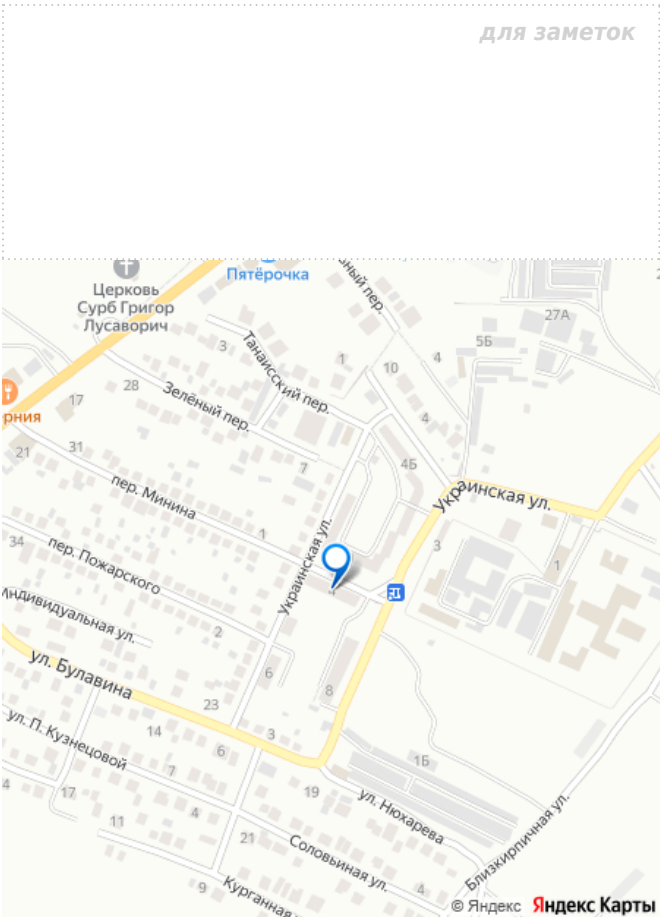 для заметок
Пятёрочка
ный пер.
Церковь
Сурб Григор
Лусаворич
27А
5Б
Танаисский пер.
3
1
10
4
28
17
рния
Зелёный пер.
4
31
21
7
4Б
пер. Минина
Украинская ул.
1
34
пер. Пожарского
Украинская ул.
3
1
Индивидуальная ул.
2
6
ул. Булавина
8
23
14
3
6
ул. П. Кузнецовой
1Б
7
4
17
19
ул. Нюхарева
11
4
21
Соловьиная ул.
Близкирпичная ул.
9
Курганная
4
© Яндекс Яндекс Карты